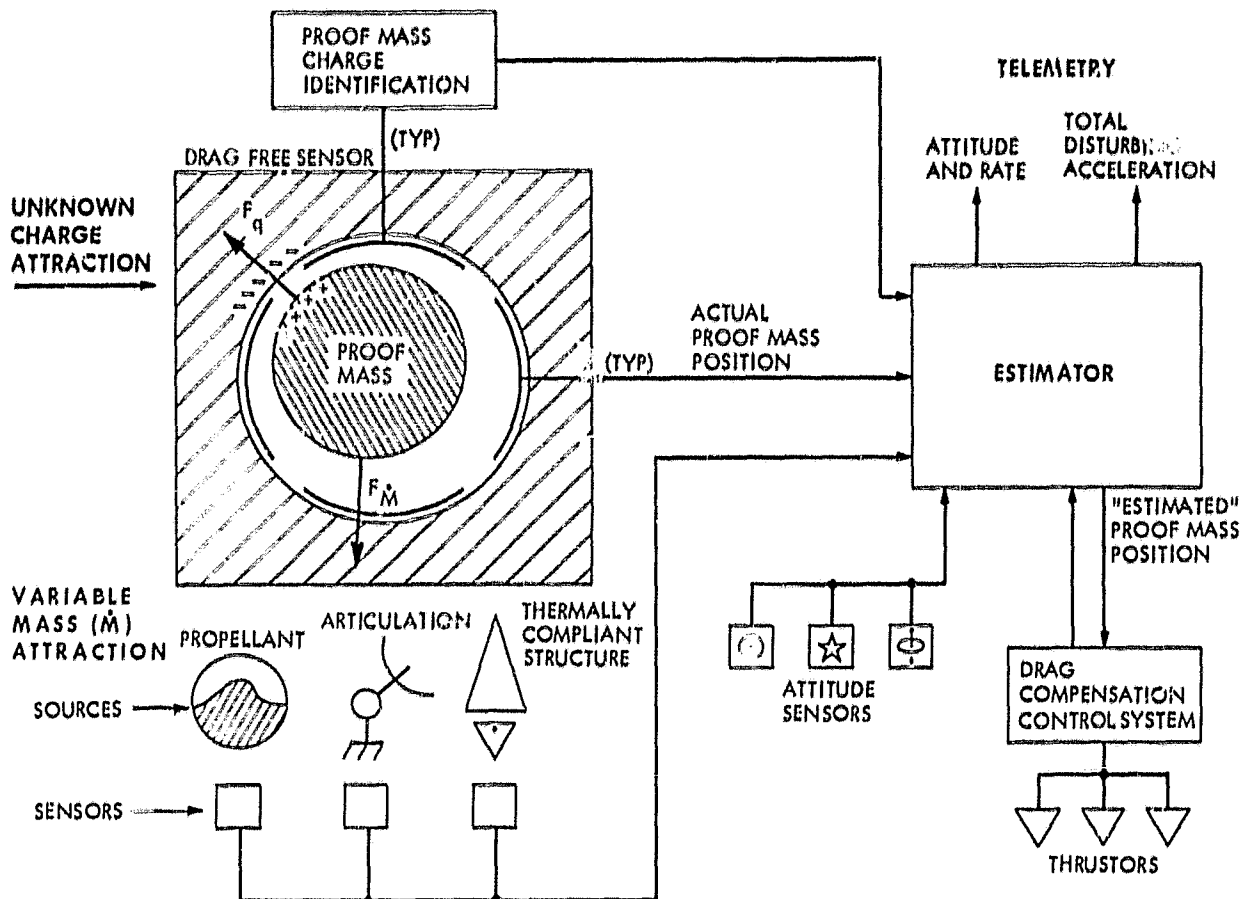 PROOF MASS
CHARGE
IDENTIFICATION
(TYP)
DRAG FREE SENSOR
UNKNOWN
CHARGE
ATTRACTION
Fq
- - - - -
+ + + +
PROOF
MASS
FṀ
(TYP)
ACTUAL
PROOF MASS
POSITION
TELEMETRY
ATTITUDE
AND RATE
TOTAL
ACCELERATION
ESTIMATOR
"ESTIMATED"
PROOF MASS
POSITION
VARIABLE
MASS (Ṁ)
ATTRACTION
PROPELLANT
ARTICULATION
THERMALLY
COMPLIANT
STRUCTURE
SOURCES
SENSORS
ATTITUDE
SENSORS
DRAG
COMPENSATION
CONTROL SYSTEM
THRUSTORS